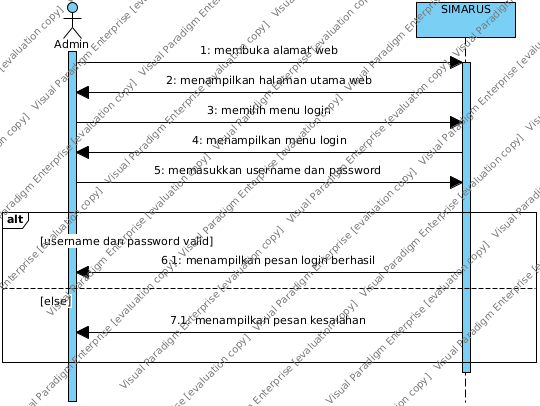 SIMARUS
Admin
1: membuka alamat web
2: menampilkan halaman utama web
3: memilih menu login
4: menampilkan menu login
5: memasukkan username dan password
alt
[username dan password valid]
6.1: menampilkan pesan login berhasil
[else]
7.1: menampilkan pesan kesalahan
Visual Paradigm Enterprise [evaluation copy]